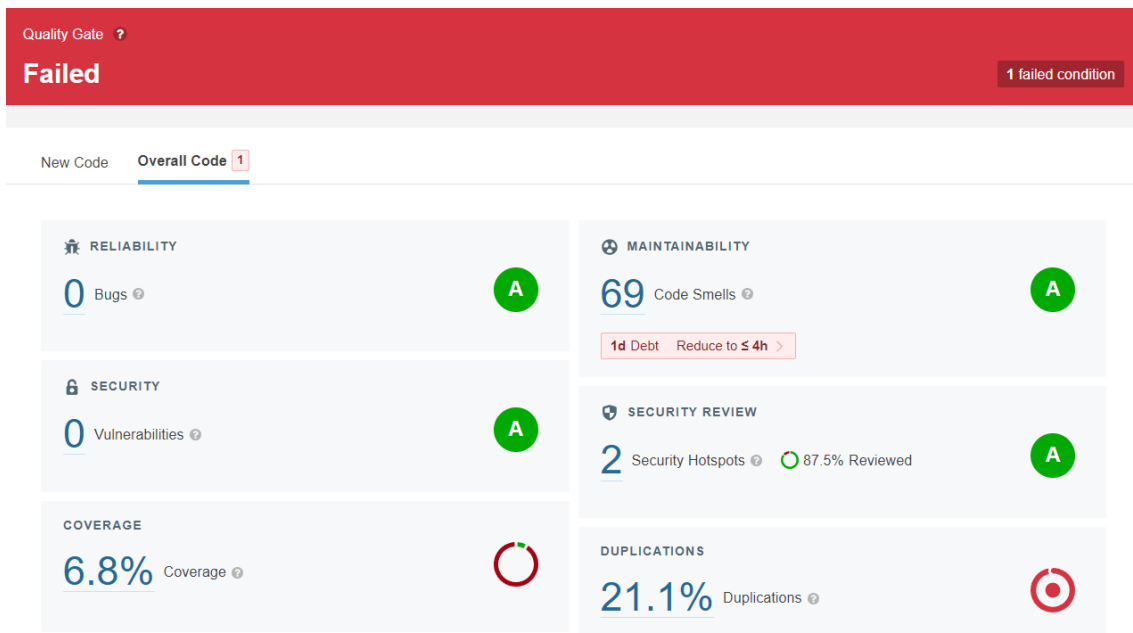 Quality Gate ?
Failed
1 failed condition
New Code
Overall Code 1
RELIABILITY
0 Bugs ?
A
MAINTAINABILITY
69 Code Smells ?
A
1d Debt Reduce to ≤ 4h >
SECURITY
0 Vulnerabilities ?
A
SECURITY REVIEW
2 Security Hotspots ? 87.5% Reviewed
A
COVERAGE
6.8% Coverage ?
DUPLICATIONS
21.1% Duplications ?